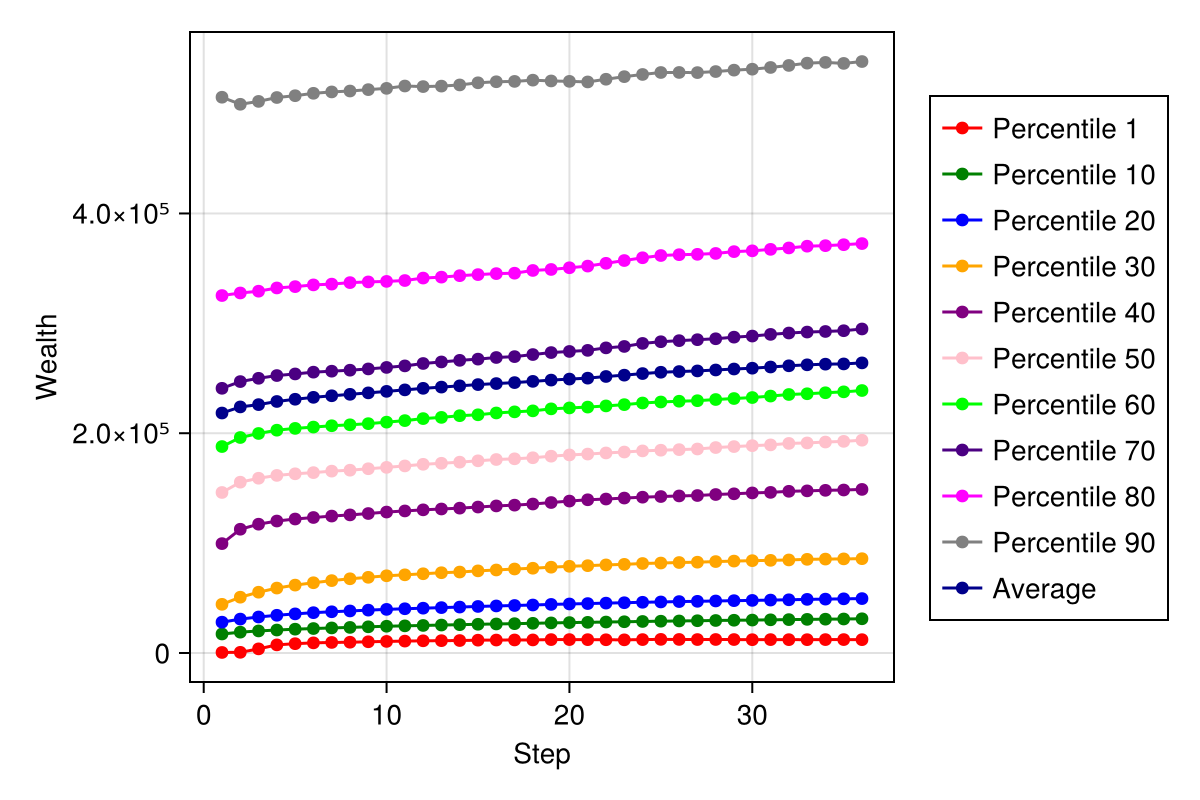 4.0×10⁵
2.0×10⁵
0
Wealth
0 10 20 30
Step
Percentile 1
Percentile 10
Percentile 20
Percentile 30
Percentile 40
Percentile 50
Percentile 60
Percentile 70
Percentile 80
Percentile 90
Average